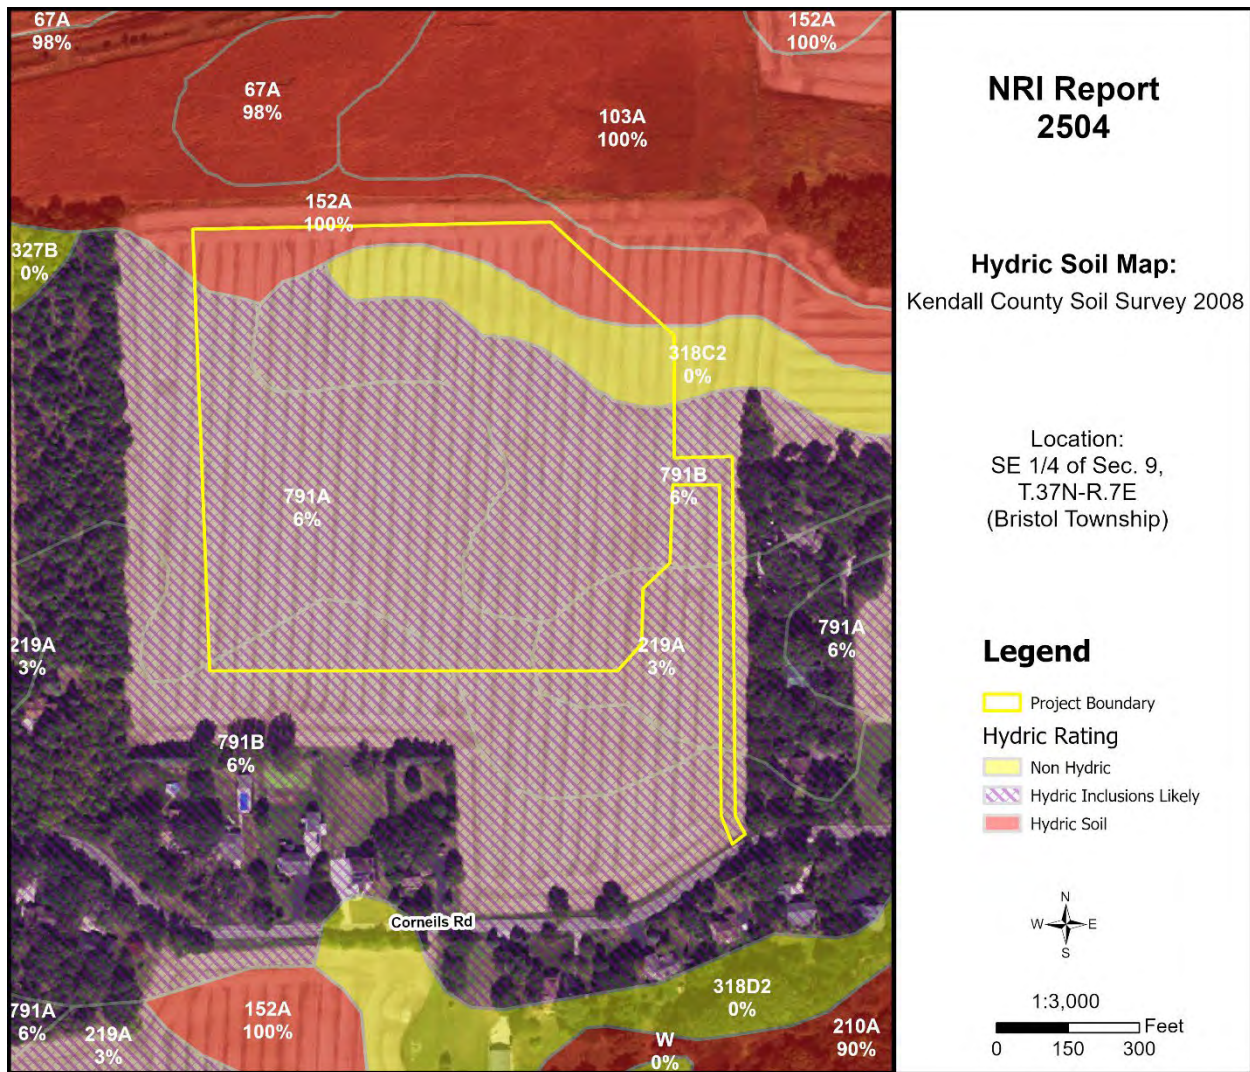 67A
98%
152A
100%
67A
98%
103A
100%
152A
100%
327B
0%
318C2
0%
791A
6%
791B
6%
219A
3%
219A
3%
791A
6%
791B
6%
Corneils Rd
318D2
0%
791A
6%
219A
3%
152A
100%
W
0%
210A
90%
NRI Report
2504
Hydric Soil Map:
Kendall County Soil Survey 2008
Location:
SE 1/4 of Sec. 9,
T.37N-R.7E
(Bristol Township)
Legend
Project Boundary
Hydric Rating
Non Hydric
Hydric Inclusions Likely
Hydric Soil
N
W E
S
1:3,000
Feet
0 150 300